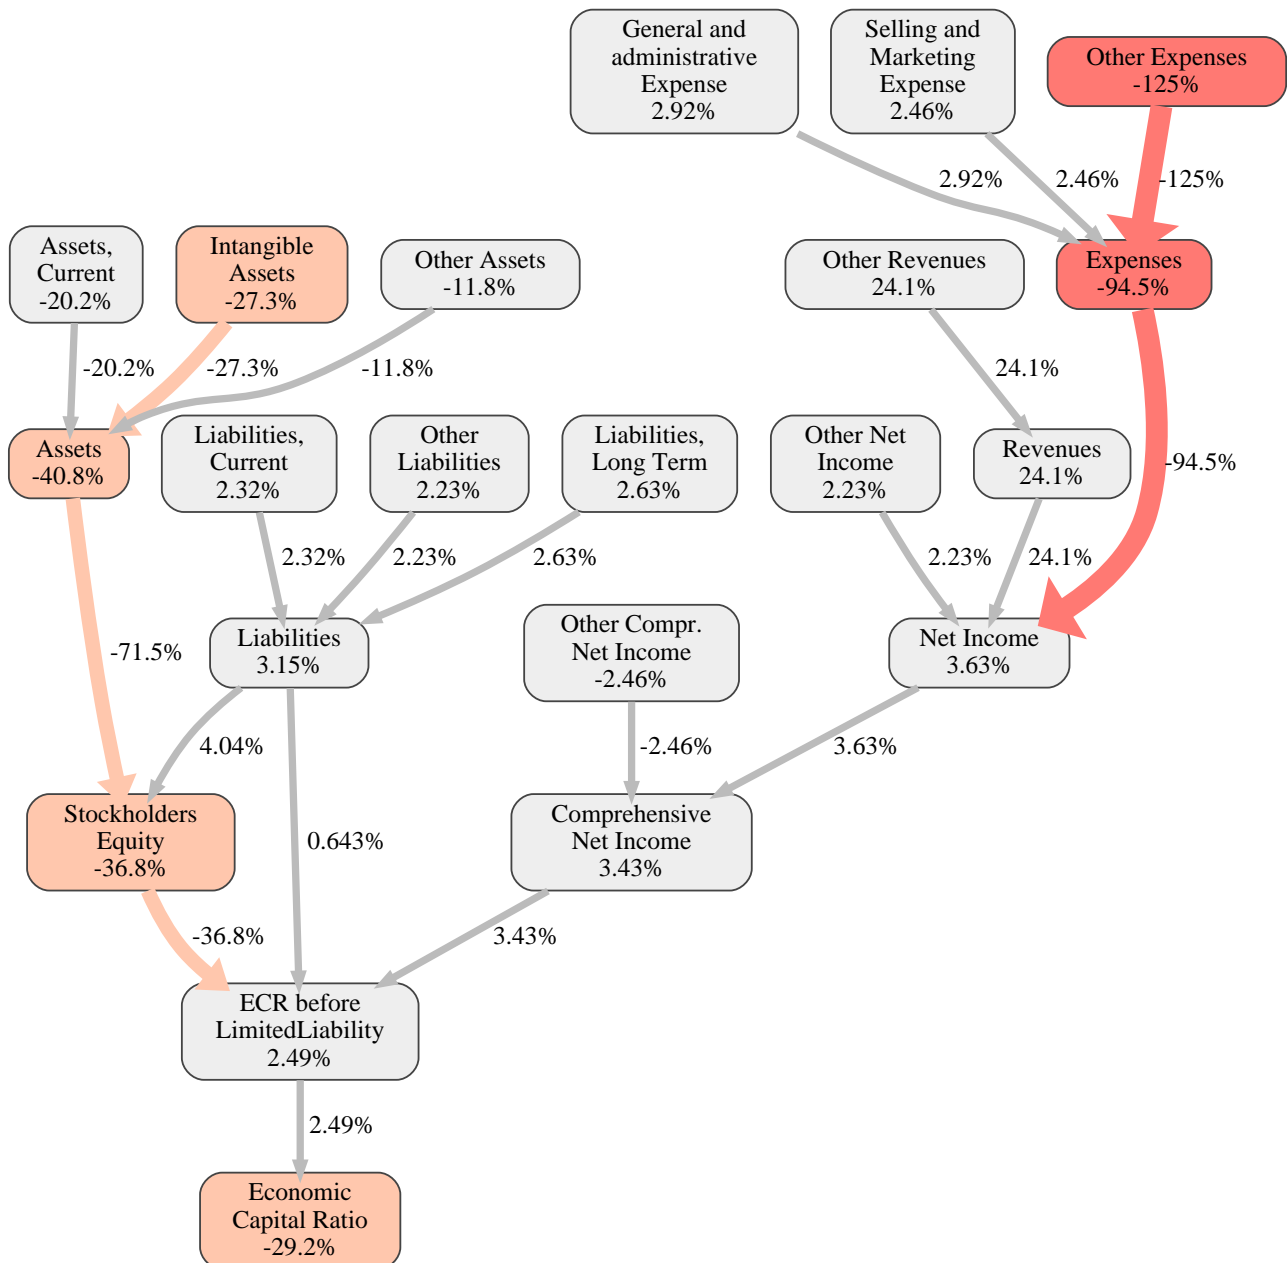 General and
administrative
Expense
2.92%
Selling and
Marketing
Expense
2.46%
Other Expenses
-125%
2.92%
2.46%
-125%
Assets,
Current
-20.2%
Intangible
Assets
-27.3%
Other Assets
-11.8%
Other Revenues
24.1%
Expenses
-94.5%
-20.2%
-27.3%
-11.8%
24.1%
Assets
-40.8%
Liabilities,
Current
2.32%
Other
Liabilities
2.23%
Liabilities,
Long Term
2.63%
Other Net
Income
2.23%
Revenues
24.1%
-94.5%
2.32%
2.23%
2.63%
2.23%
24.1%
-71.5%
Liabilities
3.15%
Other Compr.
Net Income
-2.46%
Net Income
3.63%
4.04%
-2.46%
3.63%
Stockholders
Equity
-36.8%
0.643%
Comprehensive
Net Income
3.43%
-36.8%
3.43%
ECR before
LimitedLiability
2.49%
2.49%
Economic
Capital Ratio
-29.2%